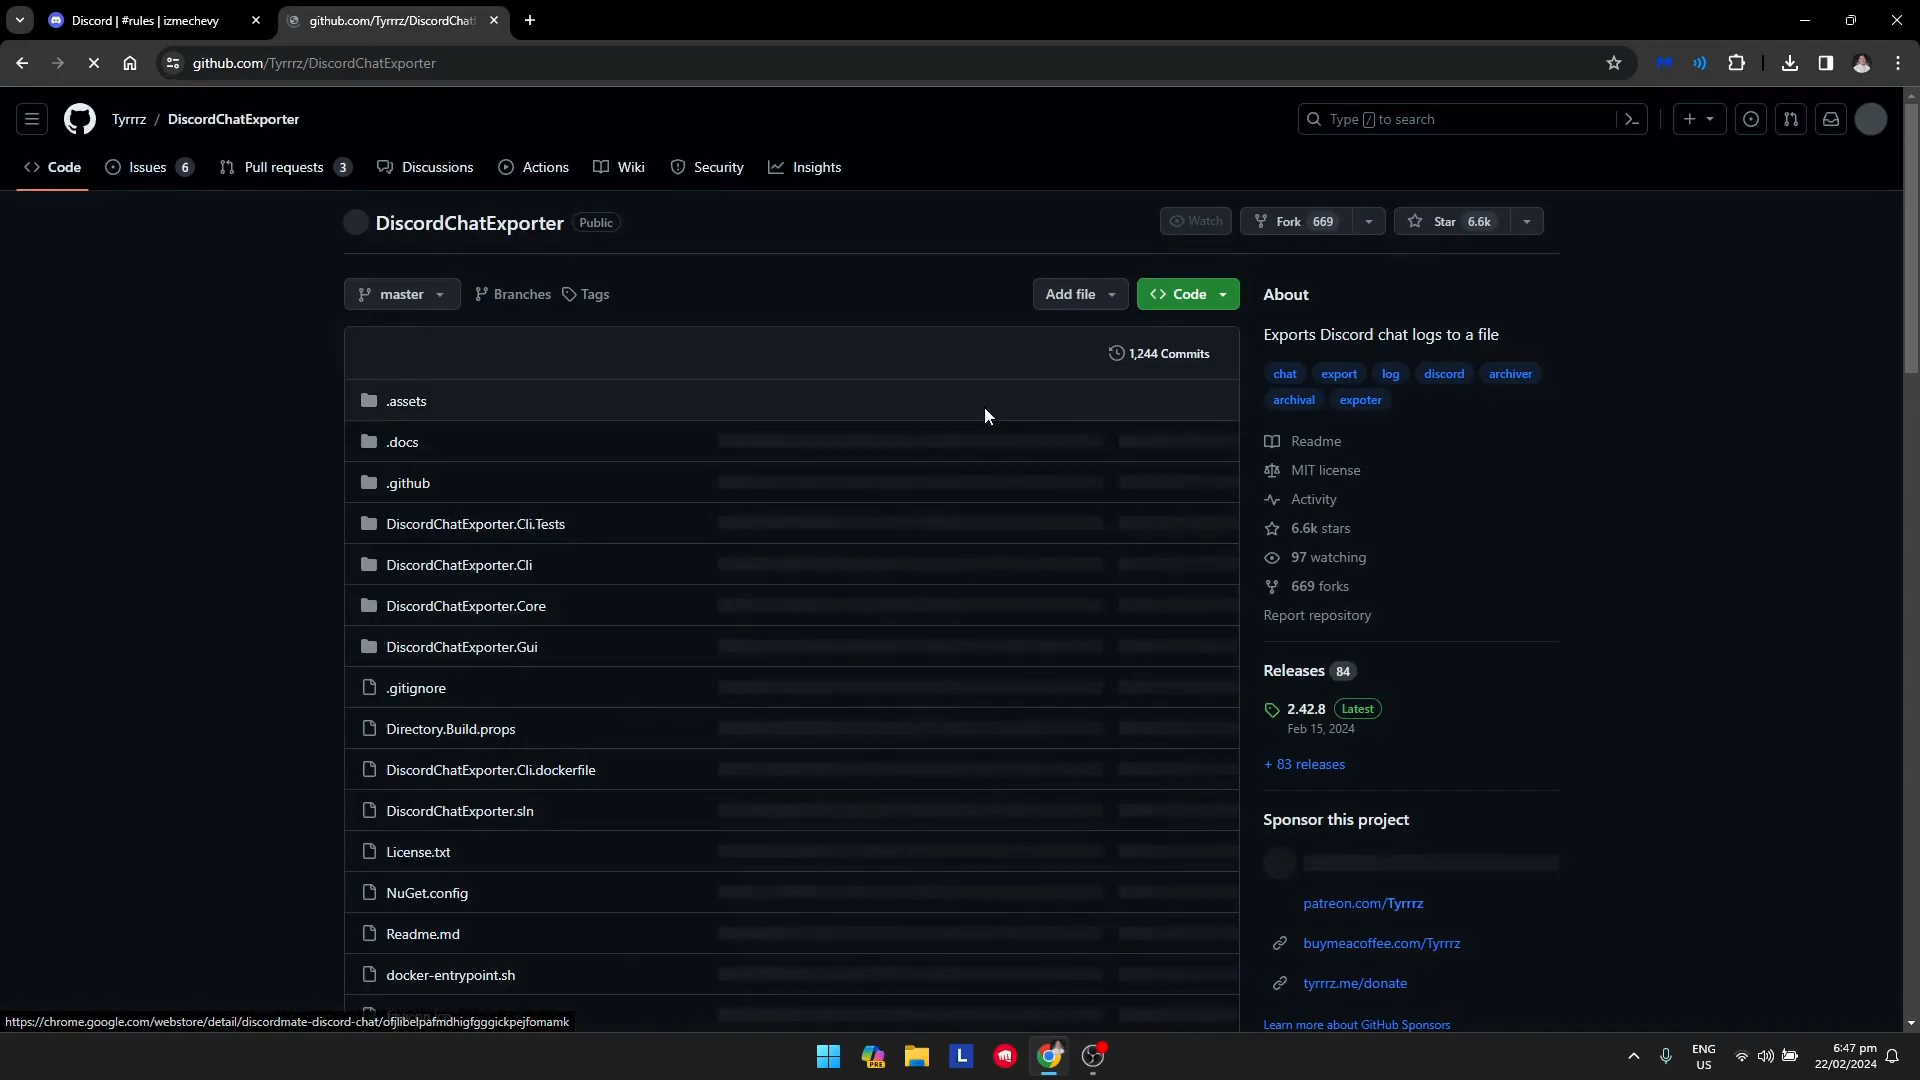 Discord | #rules | izmechevy
github.com/Tyrrrz/DiscordChat
github.com/Tyrrrz/DiscordChatExporter
Tyrrrz / DiscordChatExporter
Type / to search
Code
Issues 6
Pull requests 3
Discussions
Actions
Wiki
Security
Insights
DiscordChatExporter Public
Watch
Fork 669
Star 6.6k
master
Branches
Tags
Add file
Code
1,244 Commits
.assets
.docs
.github
DiscordChatExporter.Cli.Tests
DiscordChatExporter.Cli
DiscordChatExporter.Core
DiscordChatExporter.Gui
.gitignore
Directory.Build.props
DiscordChatExporter.Cli.dockerfile
DiscordChatExporter.sln
License.txt
NuGet.config
Readme.md
docker-entrypoint.sh
About
Exports Discord chat logs to a file
chat export log discord archiver
archival expoter
Readme
MIT license
Activity
6.6k stars
97 watching
669 forks
Report repository
Releases 84
2.42.8 Latest
Feb 15, 2024
+ 83 releases
Sponsor this project
patreon.com/Tyrrrz
buymeacoffee.com/Tyrrrz
tyrrrz.me/donate
Learn more about GitHub Sponsors
https://chrome.google.com/webstore/detail/discordmate-discord-chat/ofjlibelpafmdhigfgggickpejfomamk
PRE
L
ENG
US
6:47 pm
22/02/2024